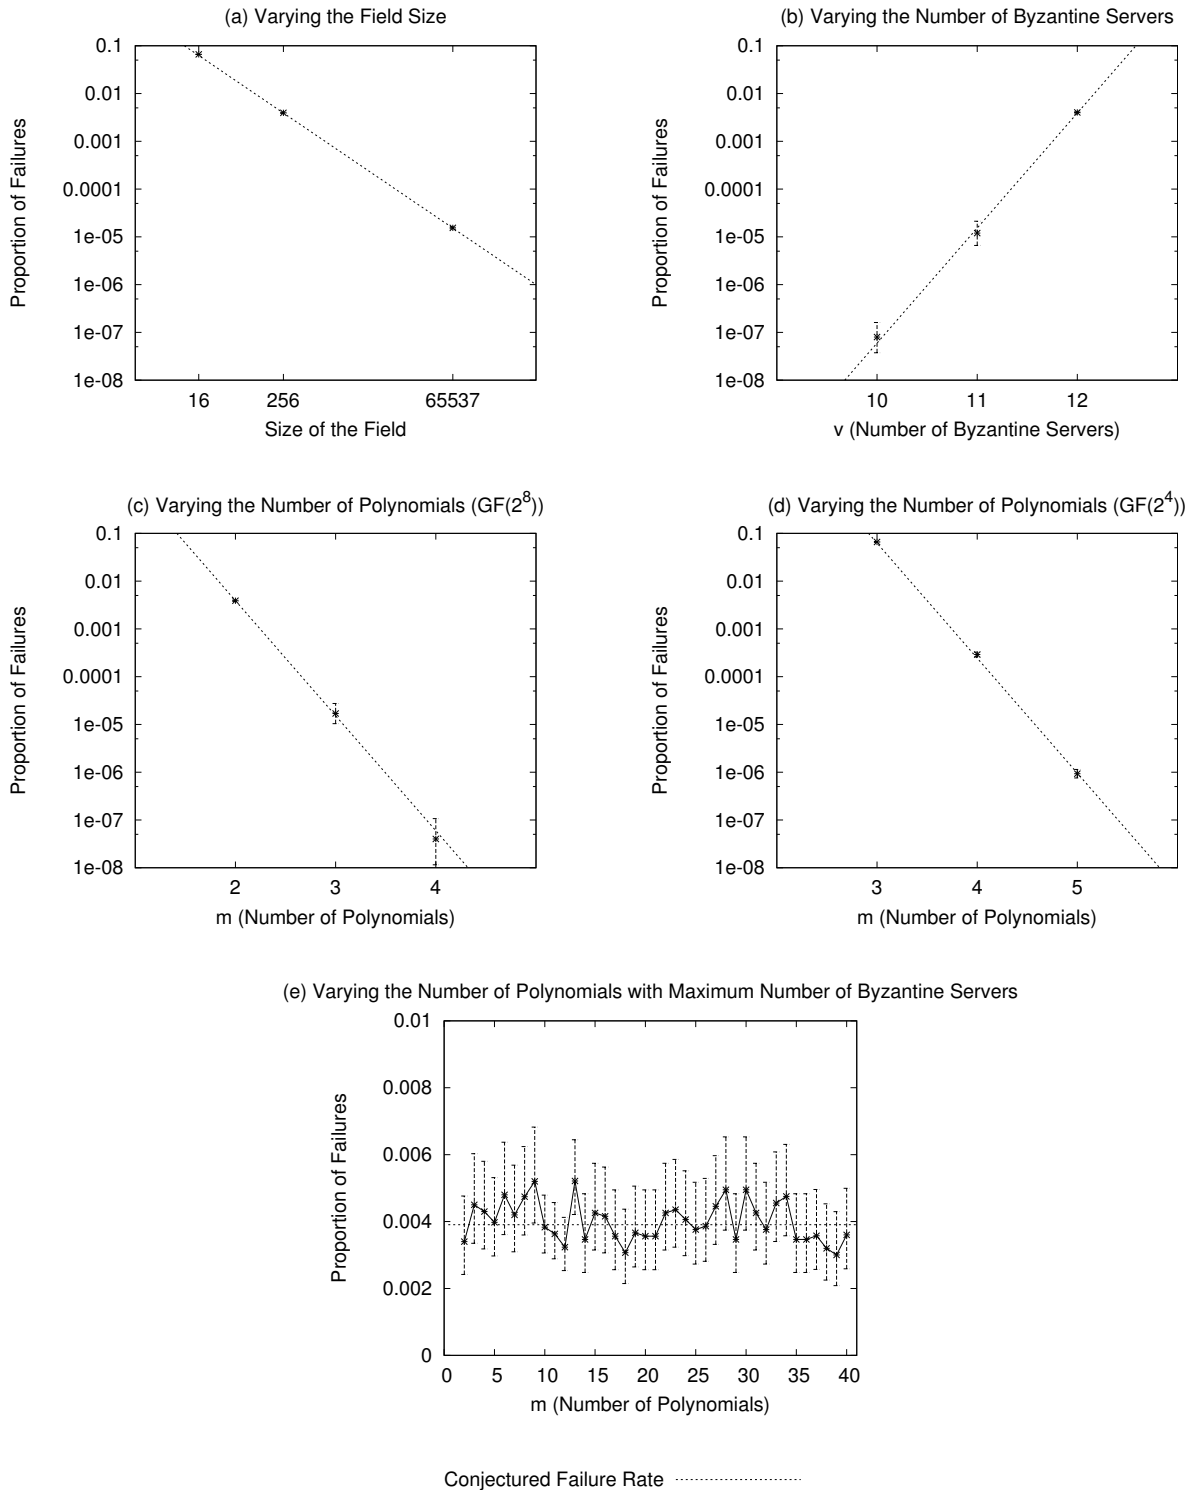 (a) Varying the Field Size
0.1
0.01
0.001
0.0001
1e-05
1e-06
1e-07
1e-08
16 256 65537
Size of the Field
Proportion of Failures
(b) Varying the Number of Byzantine Servers
0.1
0.01
0.001
0.0001
1e-05
1e-06
1e-07
1e-08
10 11 12
v (Number of Byzantine Servers)
Proportion of Failures
(c) Varying the Number of Polynomials (GF(2^8))
0.1
0.01
0.001
0.0001
1e-05
1e-06
1e-07
1e-08
2 3 4
m (Number of Polynomials)
Proportion of Failures
(d) Varying the Number of Polynomials (GF(2^4))
0.1
0.01
0.001
0.0001
1e-05
1e-06
1e-07
1e-08
3 4 5
m (Number of Polynomials)
Proportion of Failures
(e) Varying the Number of Polynomials with Maximum Number of Byzantine Servers
0.01
0.008
0.006
0.004
0.002
0
0 5 10 15 20 25 30 35 40
m (Number of Polynomials)
Proportion of Failures
Conjectured Failure Rate